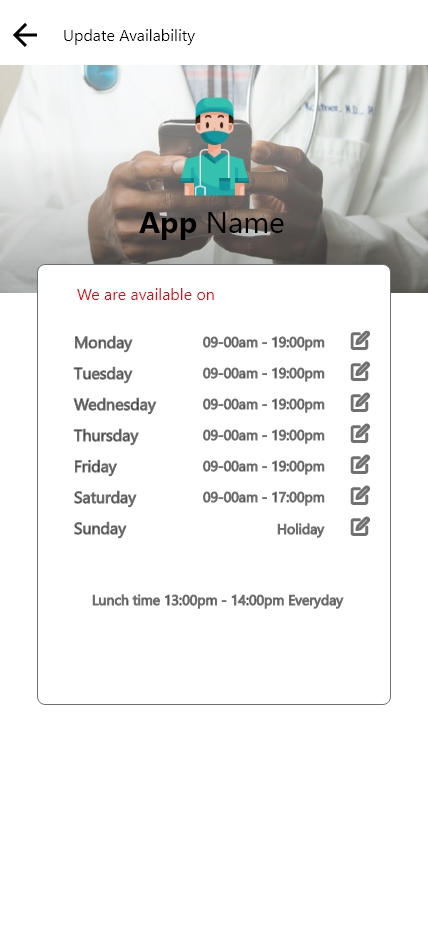 Update Availability
App Name
We are available on
Monday 09-00am - 19:00pm
Tuesday 09-00am - 19:00pm
Wednesday 09-00am - 19:00pm
Thursday 09-00am - 19:00pm
Friday 09-00am - 19:00pm
Saturday 09-00am - 17:00pm
Sunday Holiday
Lunch time 13:00pm - 14:00pm Everyday